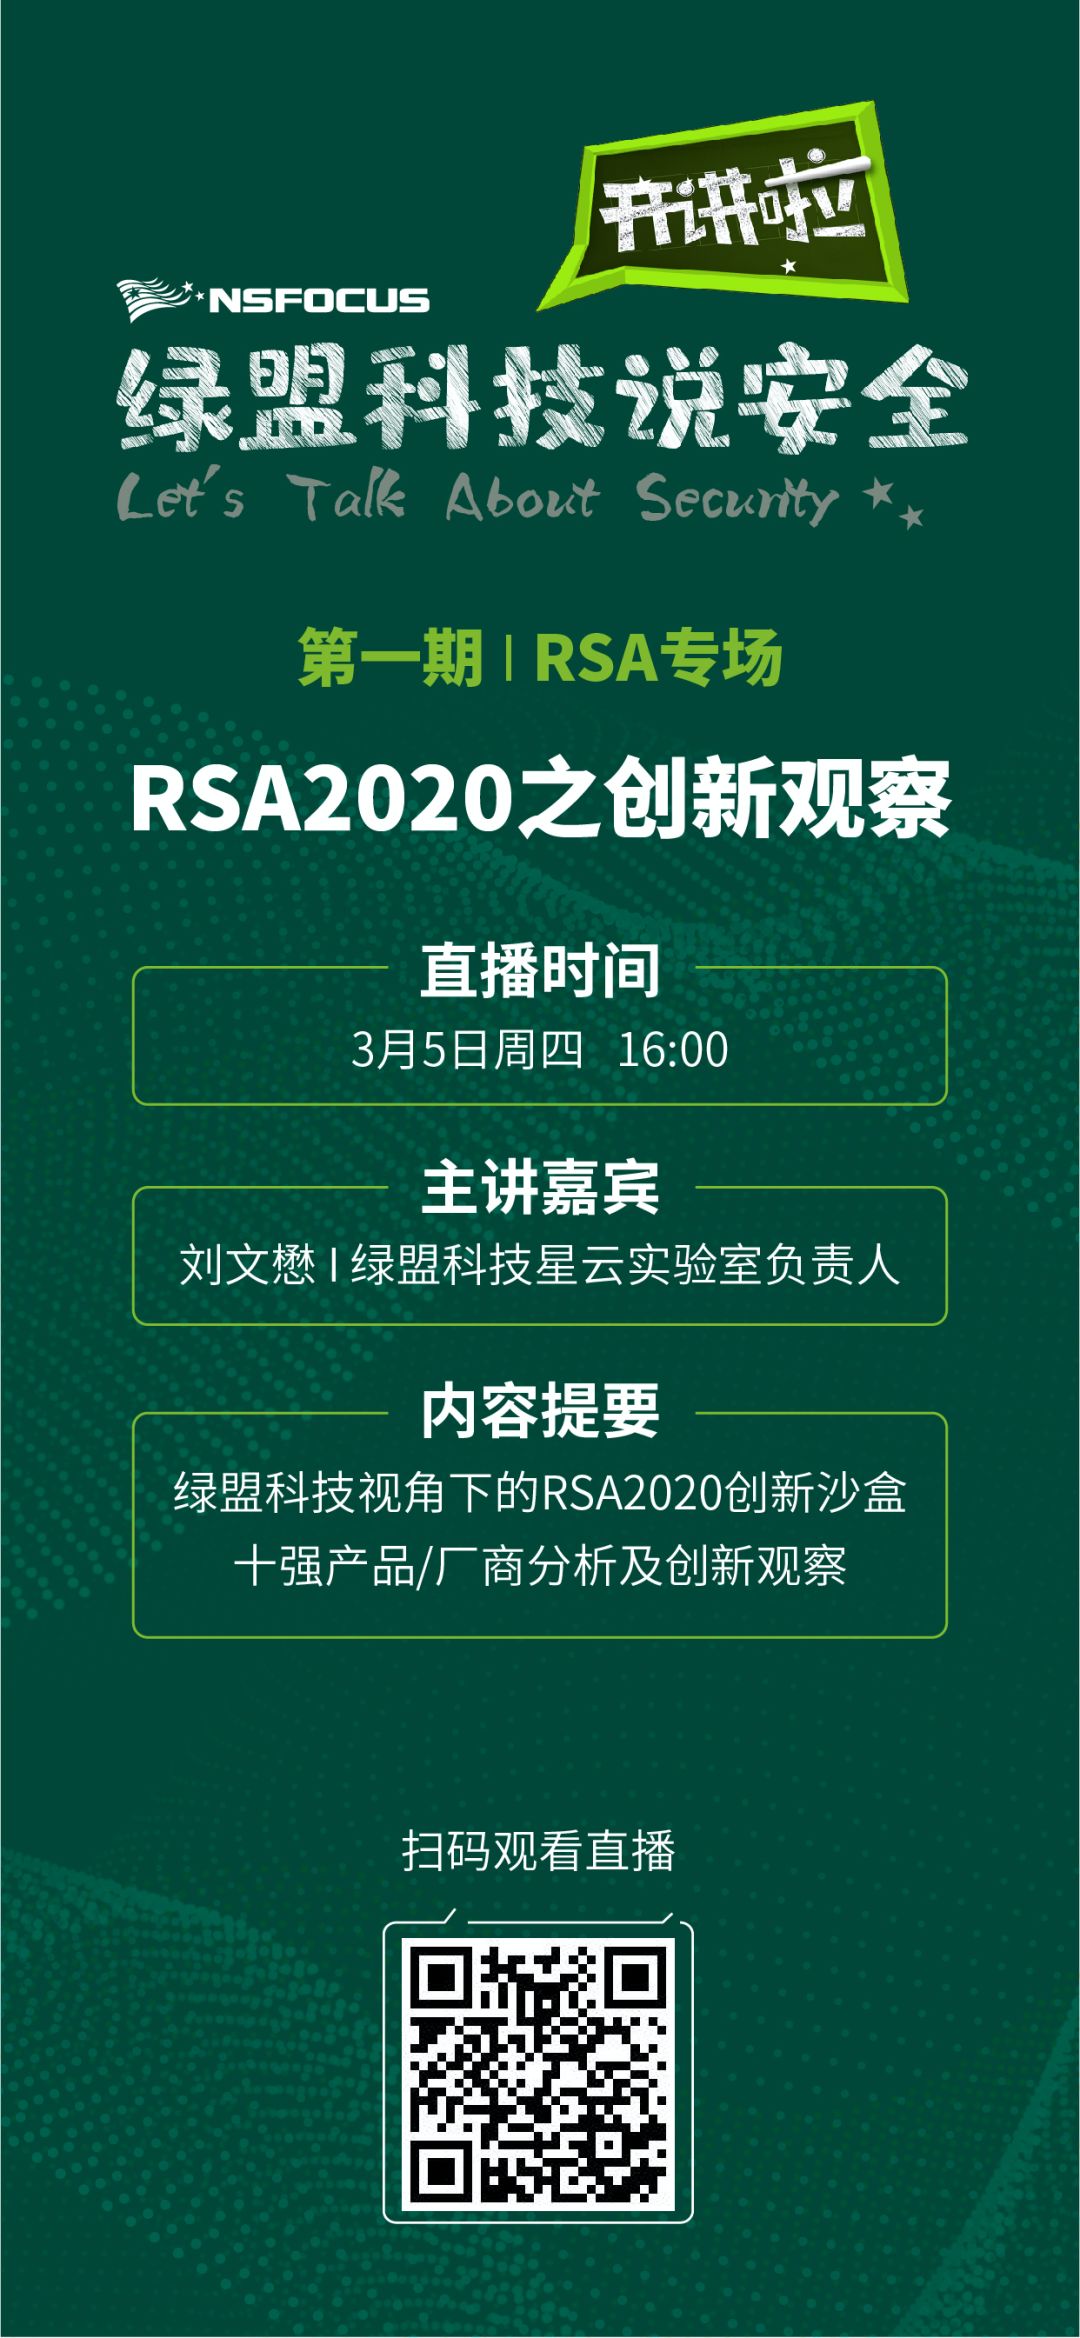 开讲啦
NSFOCUS
绿盟科技说安全
Let's Talk About Security
第一期 | RSA专场
RSA2020之创新观察
直播时间
3月5日周四 16:00
主讲嘉宾
刘文懋 | 绿盟科技星云实验室负责人
内容提要
绿盟科技视角下的RSA2020创新沙盒
十强产品/厂商分析及创新观察
扫码观看直播